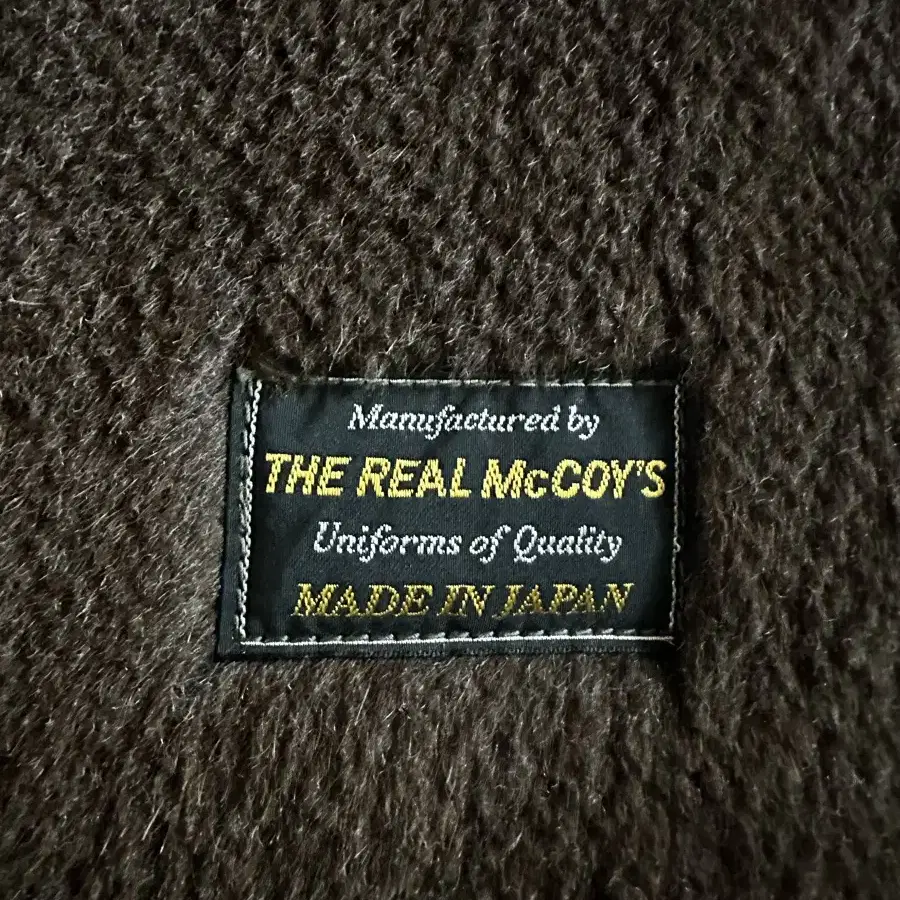 Manufactured by
THE REAL McCOY'S
Uniforms of Quality
MADE IN JAPAN